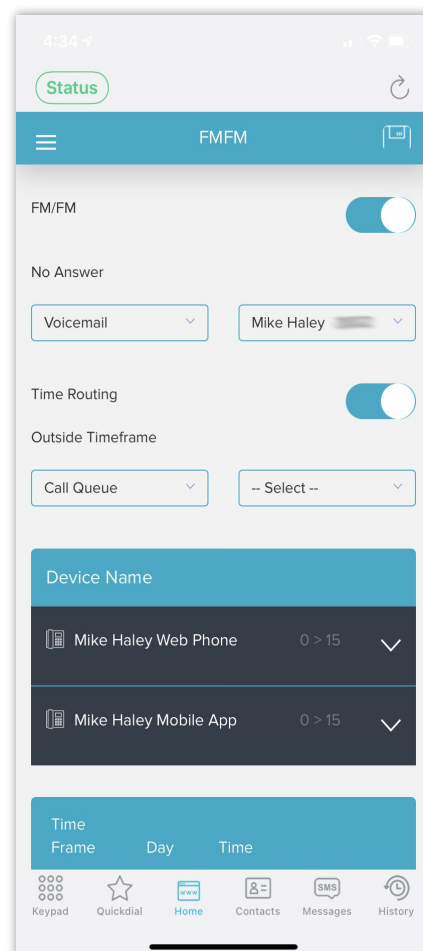 4:34
Status
FMFM
FM/FM
No Answer
Voicemail
Mike Haley
Time Routing
Outside Timeframe
Call Queue
-- Select --
Device Name
Mike Haley Web Phone 0 > 15
Mike Haley Mobile App 0 > 15
Time
Frame Day Time
www
SMS
Keypad Quickdial Home Contacts Messages History